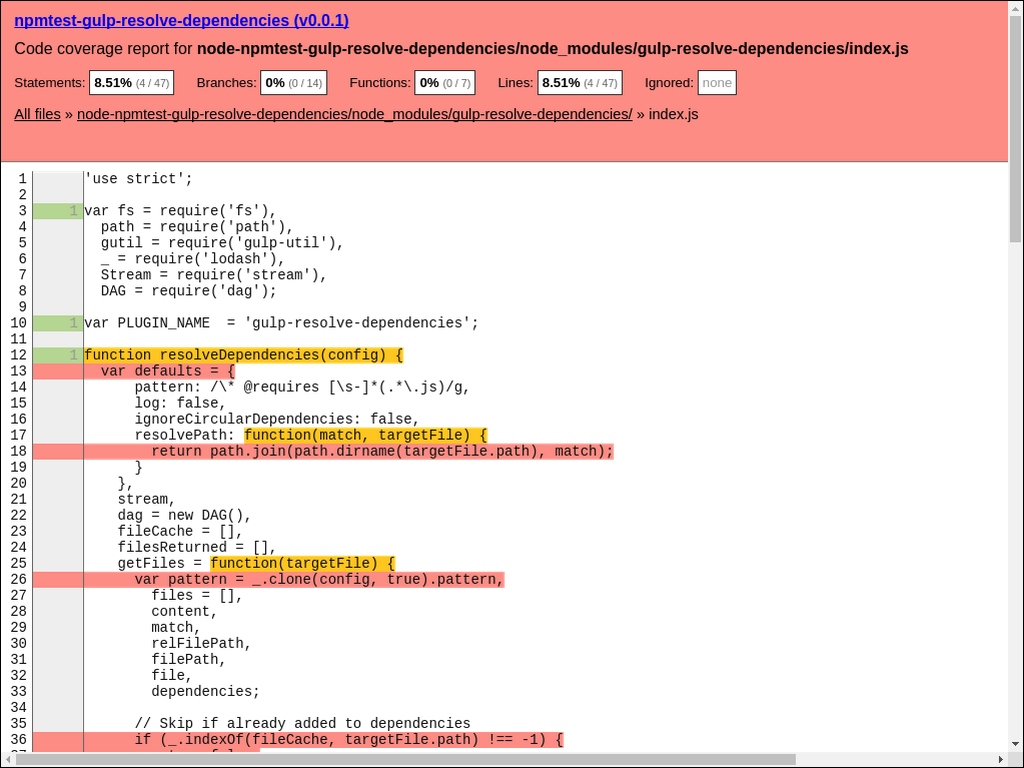 npmtest-gulp-resolve-dependencies (v0.0.1)
Code coverage report for node-npmtest-gulp-resolve-dependencies/node_modules/gulp-resolve-dependencies/index.js
Statements: 8.51% (4 / 47) Branches: 0% (0 / 14) Functions: 0% (0 / 7) Lines: 8.51% (4 / 47) Ignored: none
All files » node-npmtest-gulp-resolve-dependencies/node_modules/gulp-resolve-dependencies/ » index.js
1 'use strict';
2
3 1 var fs = require('fs'),
4 path = require('path'),
5 gutil = require('gulp-util'),
6 _ = require('lodash'),
7 Stream = require('stream'),
8 DAG = require('dag');
9
10 1 var PLUGIN_NAME  = 'gulp-resolve-dependencies';
11
12 1 function resolveDependencies(config) {
13 var defaults = {
14 pattern: /\* @requires [\s-]*(.*\.js)/g,
15 log: false,
16 ignoreCircularDependencies: false,
17 resolvePath: function(match, targetFile) {
18 return path.join(path.dirname(targetFile.path), match);
19 }
20 },
21 stream,
22 dag = new DAG(),
23 fileCache = [],
24 filesReturned = [],
25 getFiles = function(targetFile) {
26 var pattern = _.clone(config, true).pattern,
27 files = [],
28 content,
29 match,
30 relFilePath,
31 filePath,
32 file,
33 dependencies;
34
35 // Skip if already added to dependencies
36 if (_.indexOf(fileCache, targetFile.path) !== -1) {